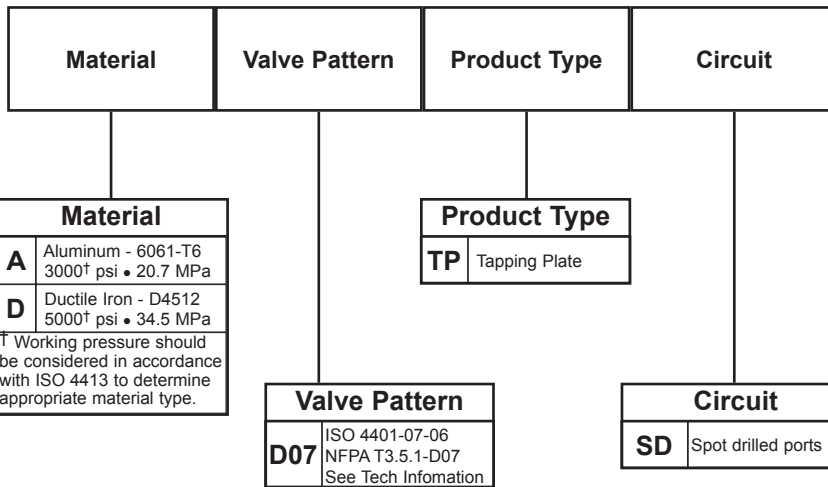 Material
Valve Pattern
Product Type
Circuit
Material
A
Aluminum - 6061-T6
3000† psi • 20.7 MPa
D
Ductile Iron - D4512
5000† psi • 34.5 MPa
† Working pressure should
be considered in accordance
with ISO 4413 to determine
appropriate material type.
Product Type
TP
Tapping Plate
Valve Pattern
D07
ISO 4401-07-06
NFPA T3.5.1-D07
See Tech Infomation
Circuit
SD
Spot drilled ports